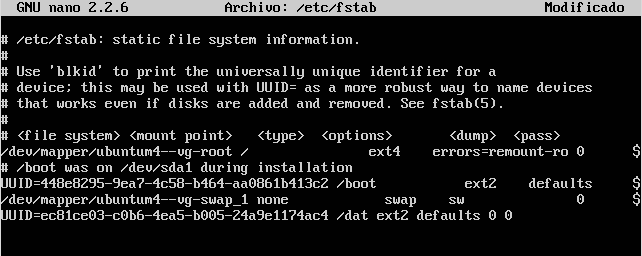 GNU nano 2.2.6 Archivo: /etc/fstab Modificado
# /etc/fstab: static file system information.
#
# Use 'blkid' to print the universally unique identifier for a
# device; this may be used with UUID= as a more robust way to name devices
# that works even if disks are added and removed. See fstab(5).
#
# <file system> <mount point>   <type>  <options>       <dump>  <pass>
/dev/mapper/ubuntum4--vg-root /               ext4    errors=remount-ro 0       $
# /boot was on /dev/sda1 during installation
UUID=448e8295-9ea7-4c58-b464-aa0861b413c2 /boot           ext2    defaults        $
/dev/mapper/ubuntum4--vg-swap_1 none            swap    sw              0       $
UUID=ec81ce03-c0b6-4ea5-b005-24a9e1174ac4 /dat ext2 defaults 0 0